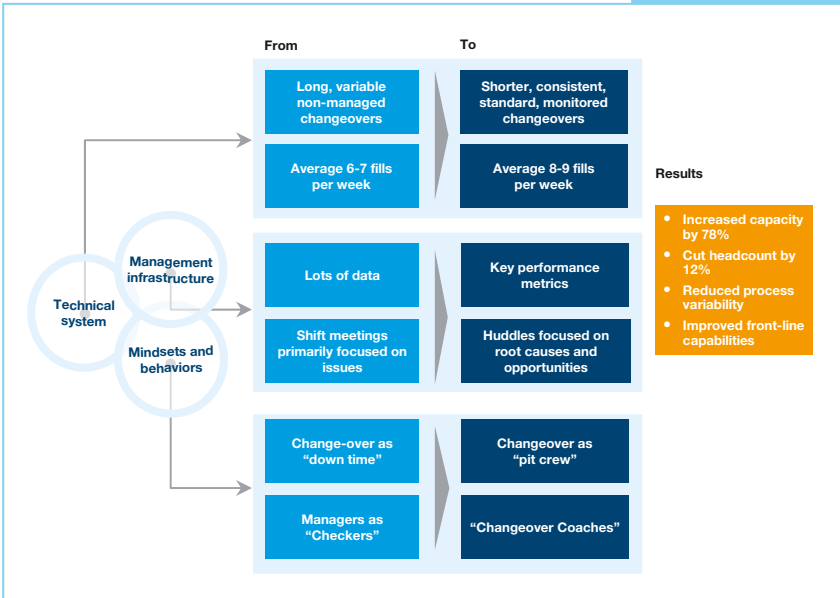 From
To
Long, variable
non-managed
changeovers
Shorter, consistent,
standard, monitored
changeovers
Average 6-7 fills
per week
Average 8-9 fills
per week
Results
• Increased capacity
by 78%
• Cut headcount by
12%
• Reduced process
variability
• Improved front-line
capabilities
Management
infrastructure
Technical
system
Mindsets and
behaviors
Lots of data
Key performance
metrics
Shift meetings
primarily focused on
issues
Huddles focused on
root causes and
opportunities
Change-over as
“down time”
Changeover as
“pit crew”
Managers as
“Checkers”
“Changeover Coaches”